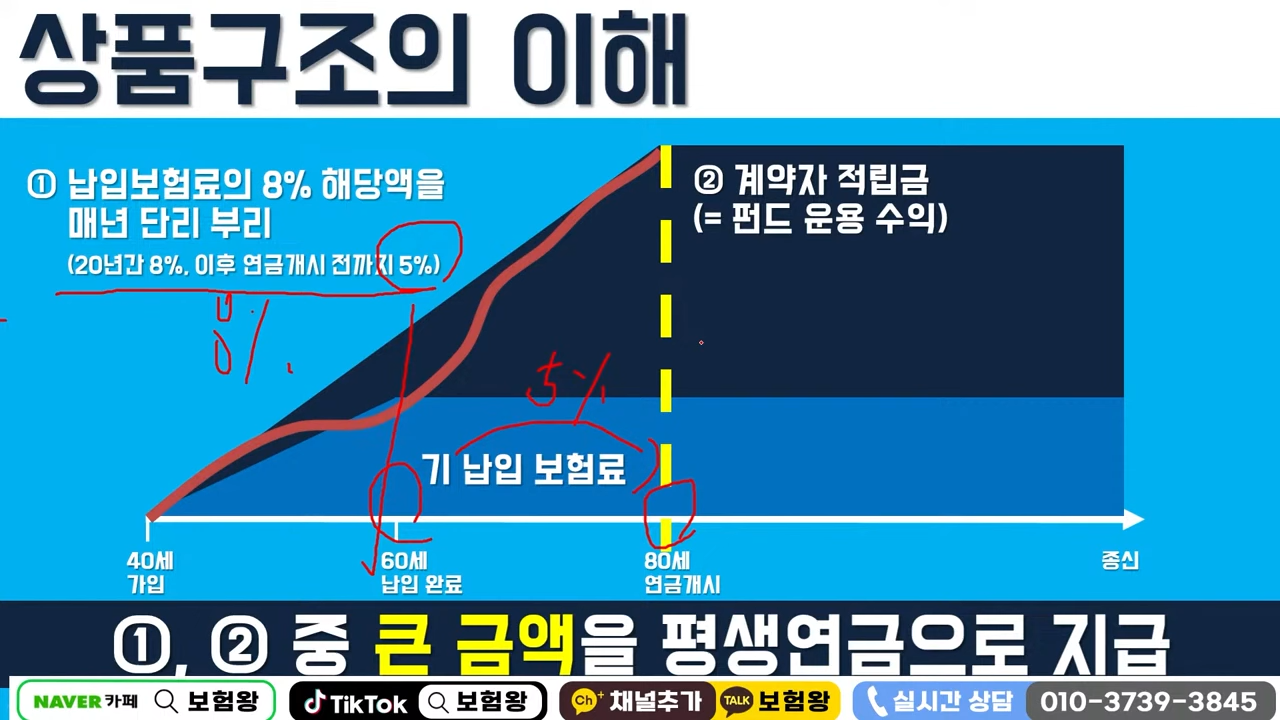 상품구조의 이해
① 납입보험료의 8% 해당액을
매년 단리 부리
(20년간 8%, 이후 연금개시 전까지 5%)
② 계약자 적립금
(= 펀드 운용 수익)
5%
기 납입 보험료
40세
가입
60세
납입 완료
80세
연금개시
종신
①, ② 중 큰 금액을 평생연금으로 지급
NAVER 카페 보험왕
TikTok 보험왕
Ch+ 채널추가 TALK 보험왕
실시간 상담 010-3739-3845